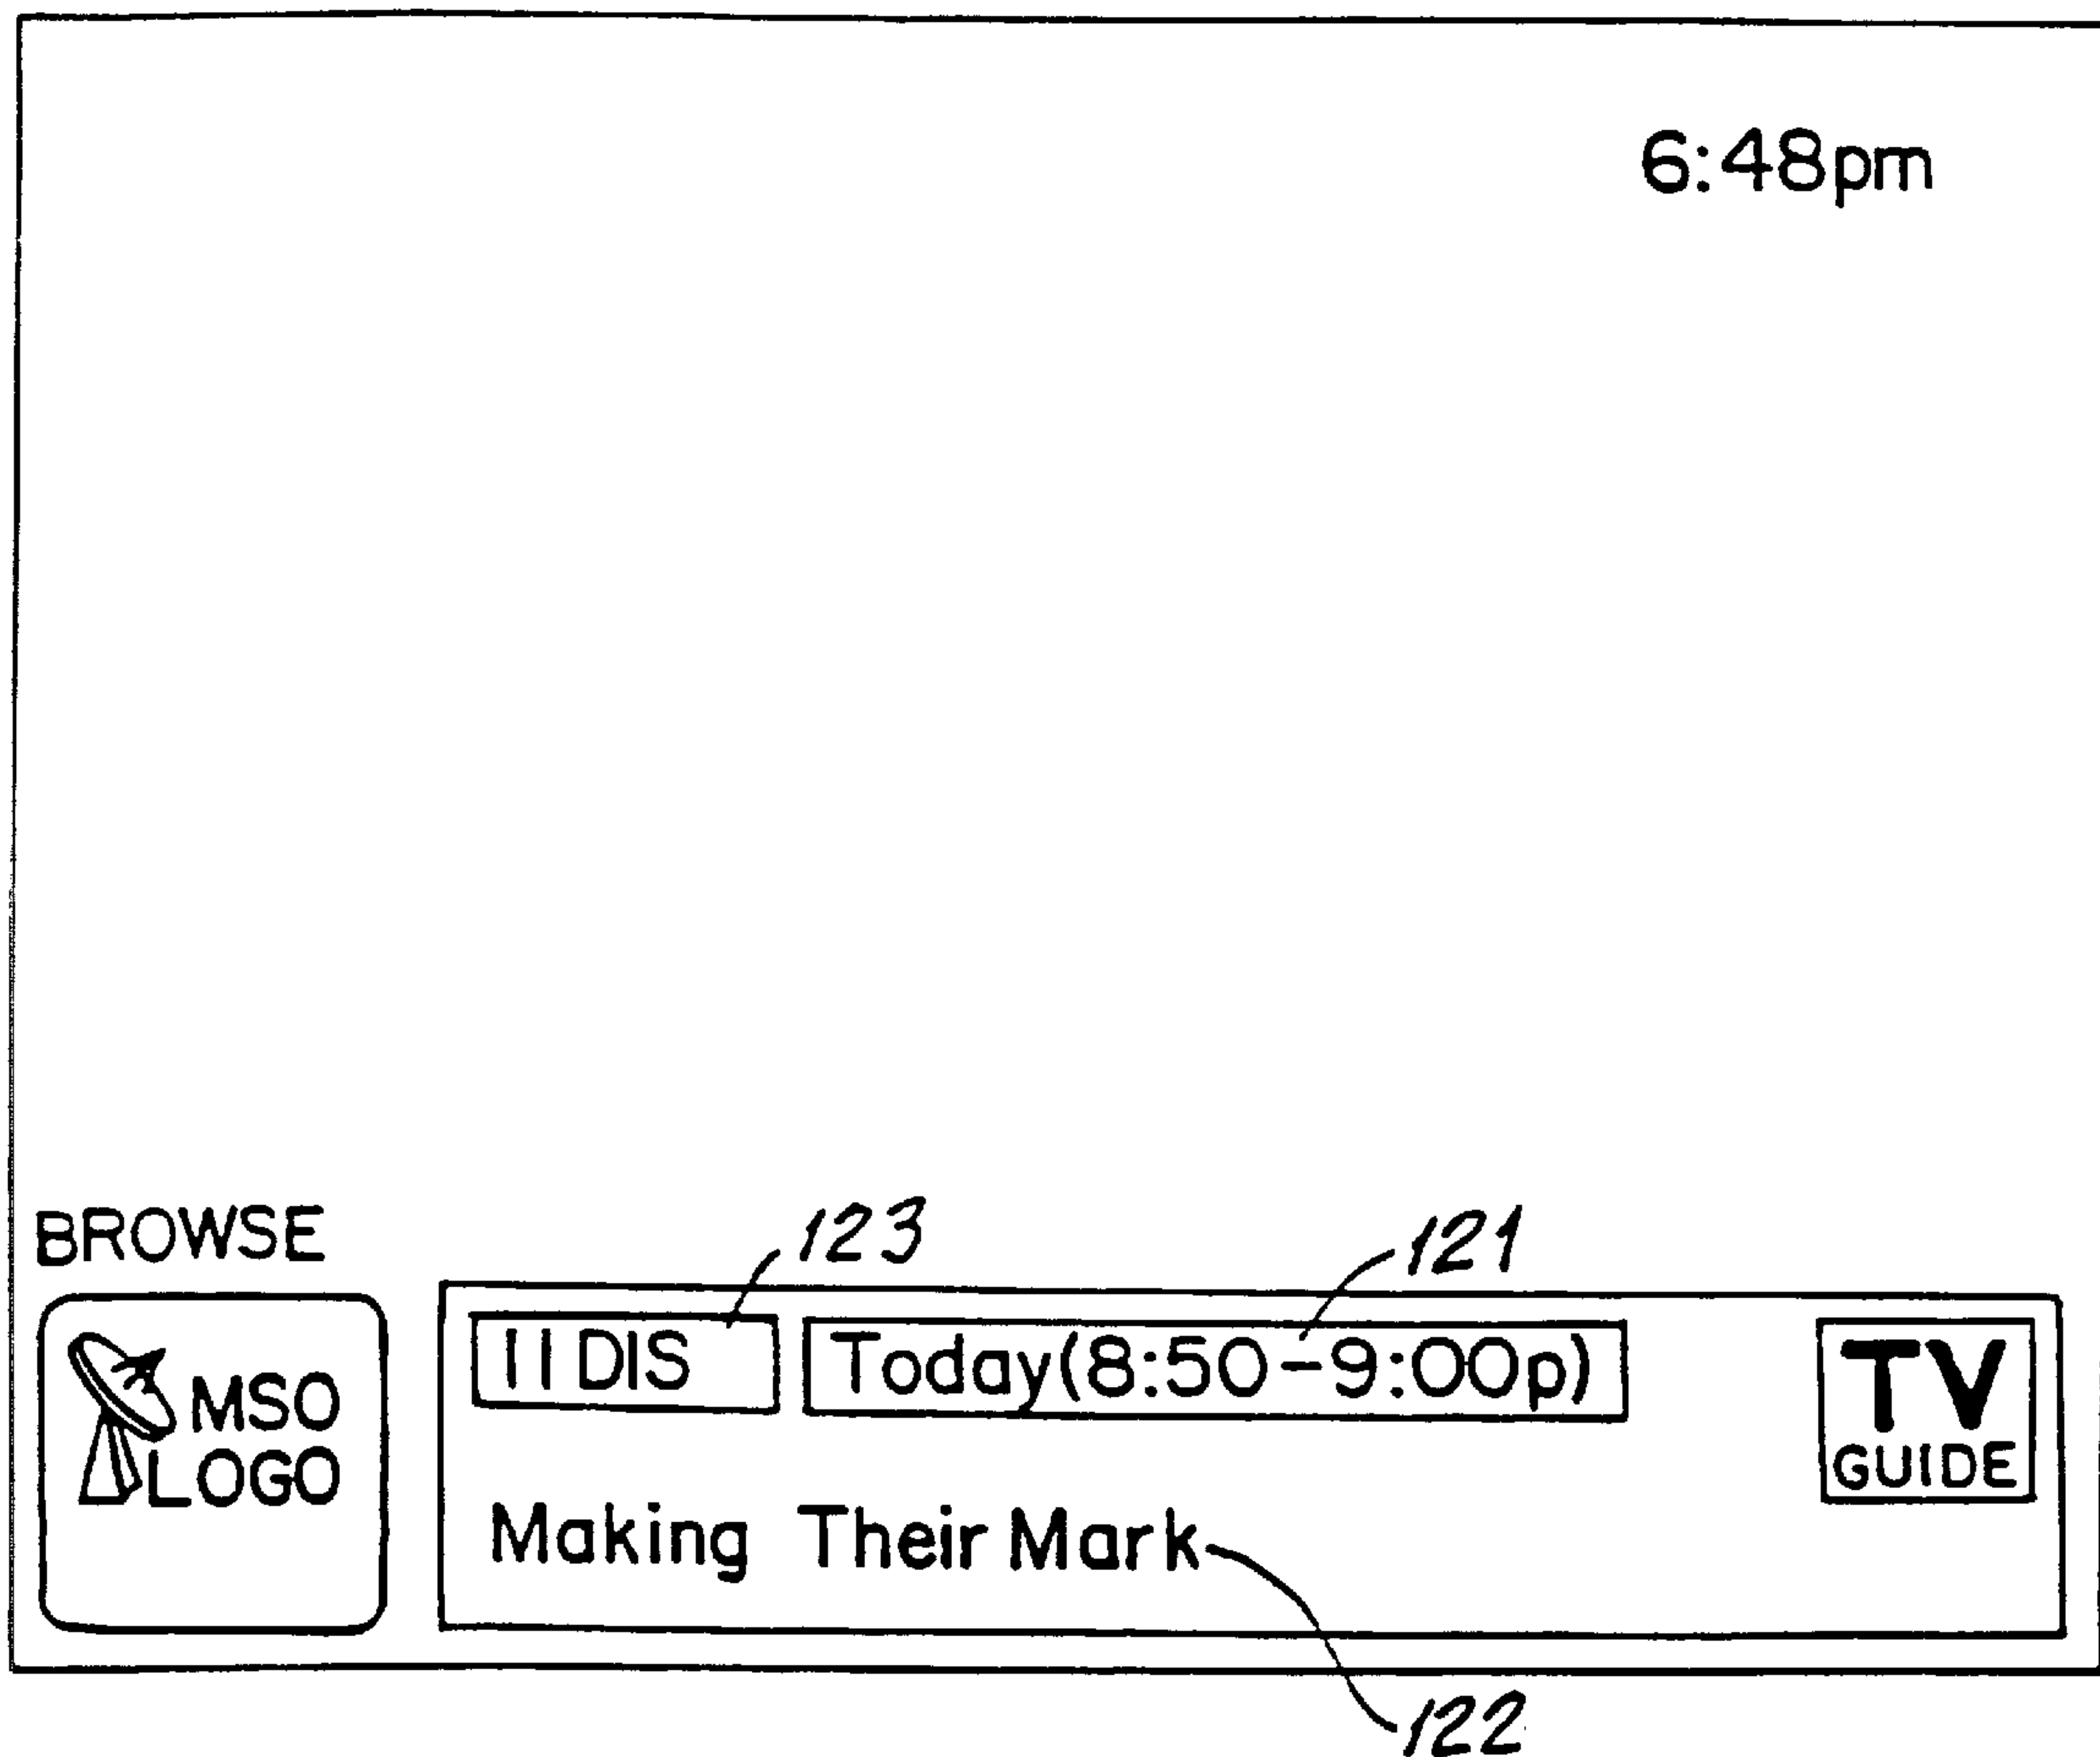 6:48pm
BROWSE
123
121
11 DIS
Today(8:50-9:00p)
TV
GUIDE
MSO
LOGO
Making Their Mark
122